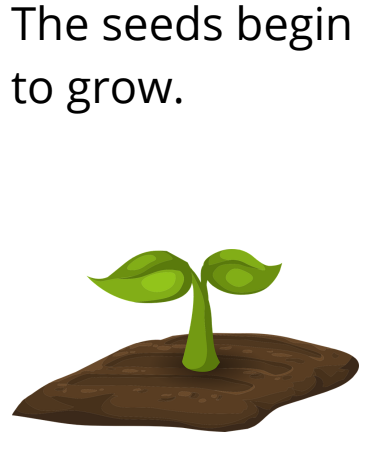 The seeds begin
to grow.